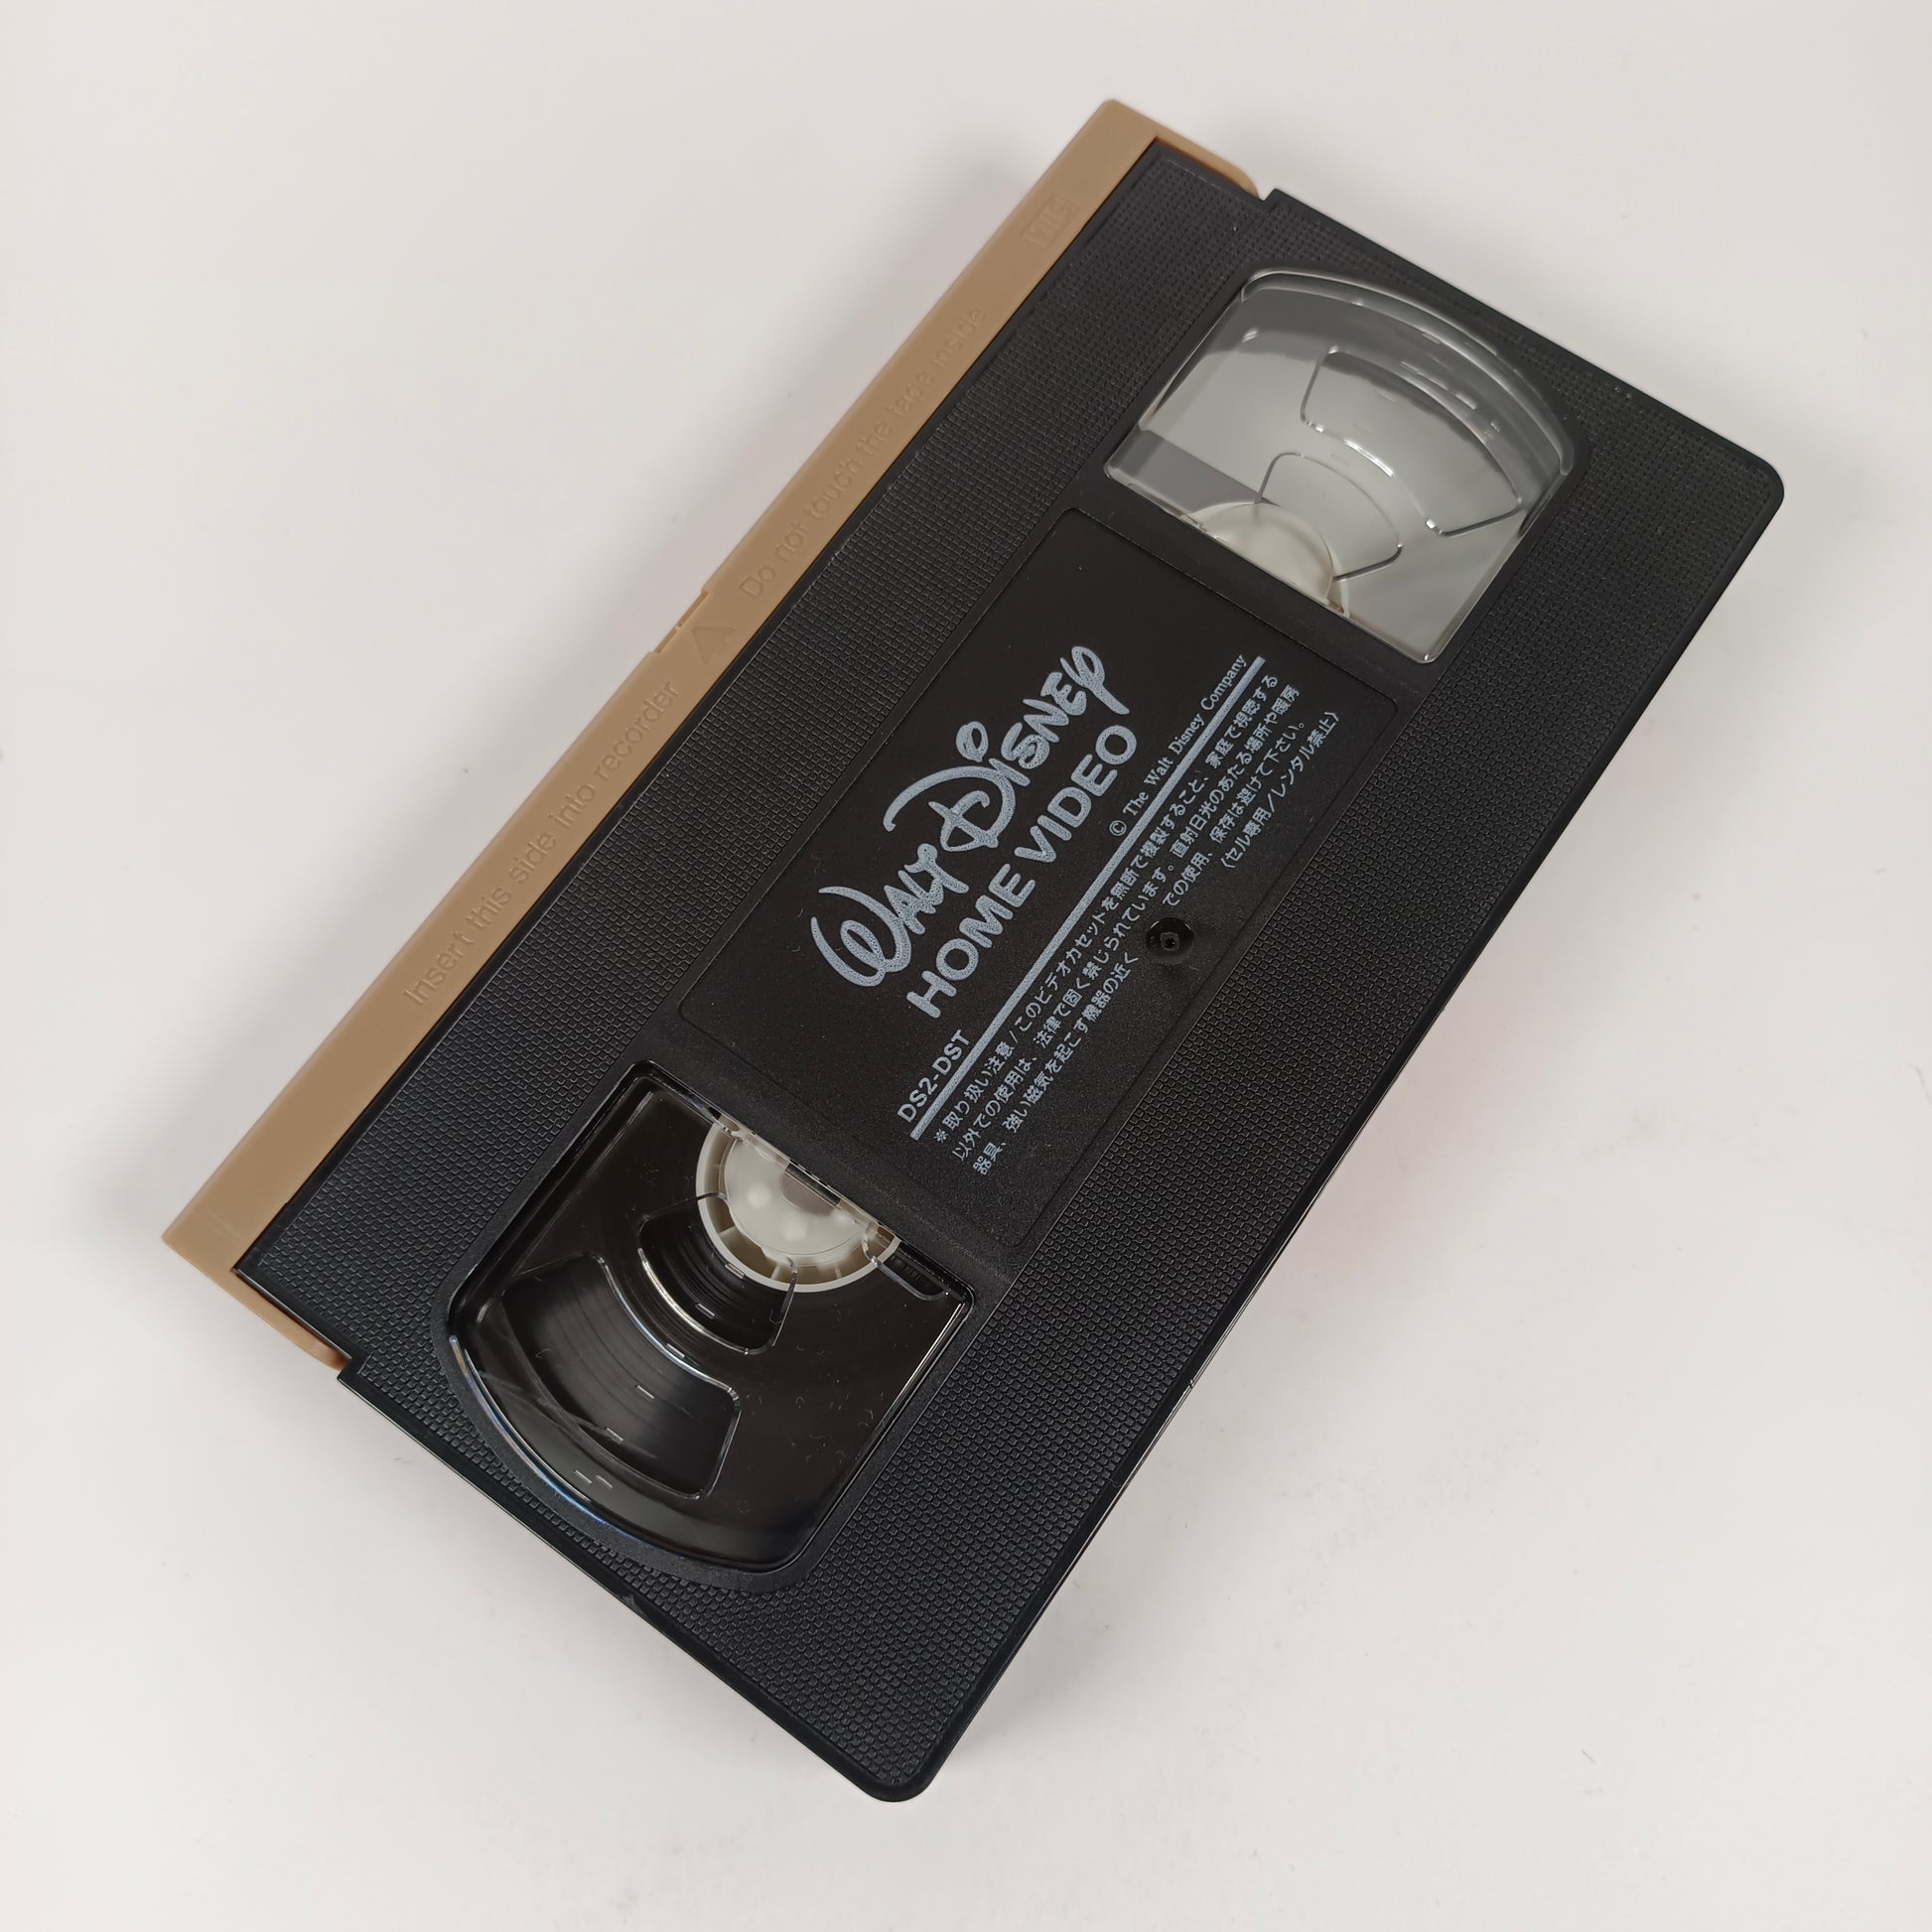 VHS
Insert this side into recorder
Do not touch the tape inside
WALT DISNEY
HOME VIDEO
DS2-DST
© The Walt Disney Company
※取り扱い注意/このビデオカセットを無断で複製すること、家庭で視聴する
以外での使用は、法律で固く禁じられています。直射日光のあたる場所や暖房
器具、強い磁気を起こす機器の近く での使用、保存は避けて下さい。
(セル専用/レンタル禁止)